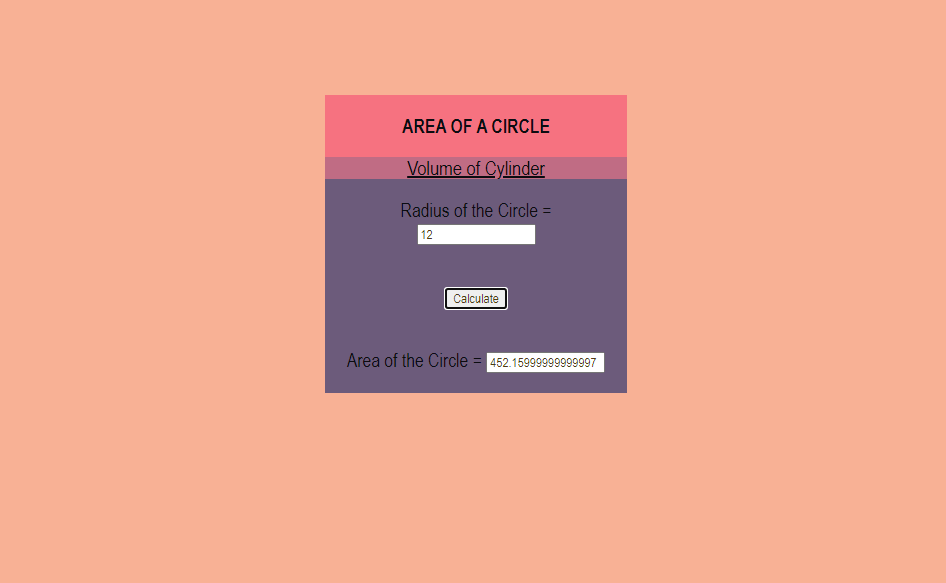 AREA OF A CIRCLE
Volume of Cylinder
Radius of the Circle =
12
Calculate
Area of the Circle = 452.15999999999997